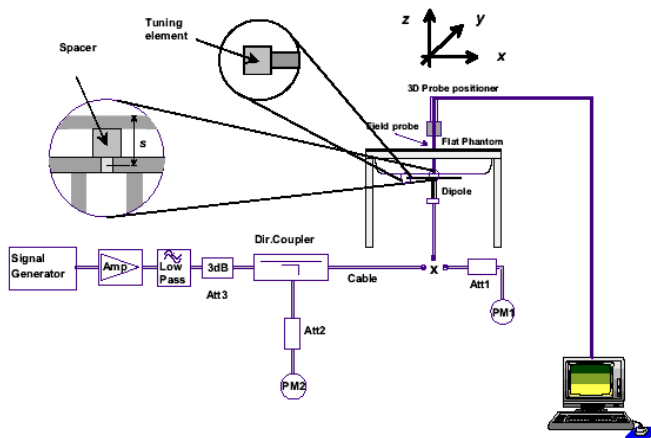 Tuning
element
z
y
x
Spacer
3D Probe positioner
s
Field probe
Flat Phantom
Dipole
Signal
Generator
Amp
Low
Pass
3dB
Att3
Dir.Coupler
Cable
x
Att1
PM1
Att2
PM2